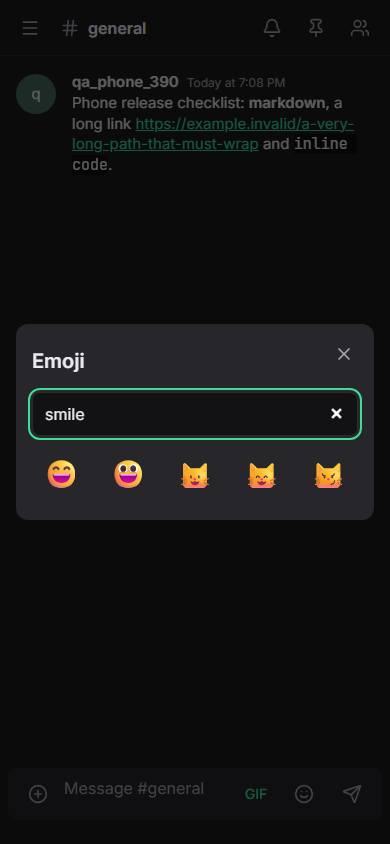 # general
qa_phone_390 Today at 7:08 PM
Phone release checklist: markdown, a
long link https://example.invalid/a-very-
long-path-that-must-wrap and inline
code.
Emoji
smile
Message #general
GIF
q